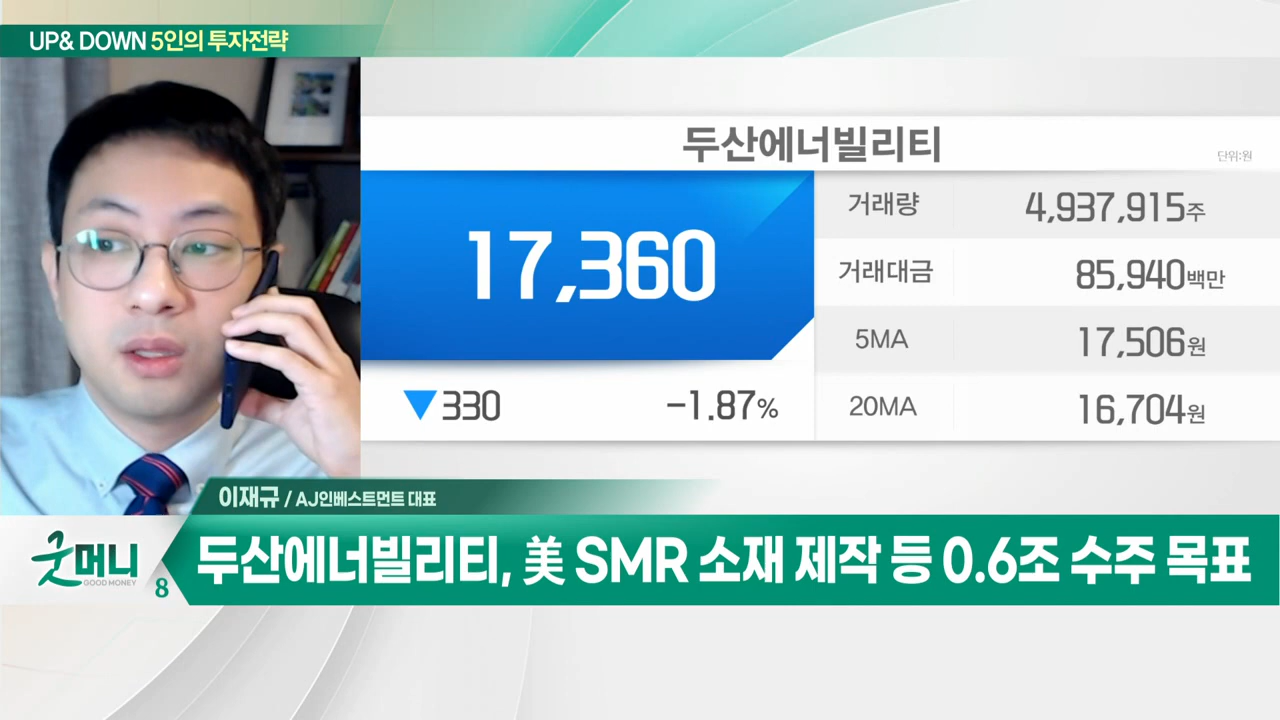 UP& DOWN 5인의 투자전략
두산에너빌리티
단위:원
17,360
▼330 -1.87%
거래량 4,937,915주
거래대금 85,940백만
5MA 17,506원
20MA 16,704원
이재규 / AJ인베스트먼트 대표
굿머니
GOOD MONEY
8
두산에너빌리티, 美 SMR 소재 제작 등 0.6조 수주 목표